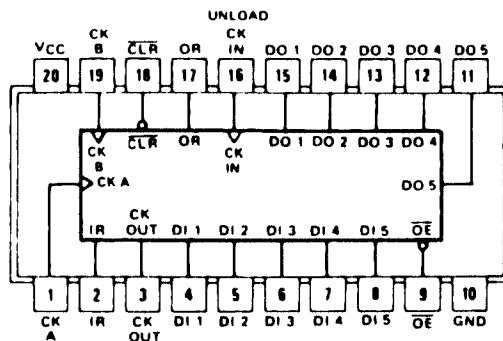 UNLOAD
VCC CK B CLR OR CK IN DO 1 DO 2 DO 3 DO 4 DO 5
20 19 18 17 16 15 14 13 12 11
CK B CLR OR CK IN DO 1 DO 2 DO 3 DO 4
CK A DO 5
IR CK OUT DI 1 DI 2 DI 3 DI 4 DI 5 OE
1 2 3 4 5 6 7 8 9 10
CK A IR CK OUT DI 1 DI 2 DI 3 DI 4 DI 5 OE GND